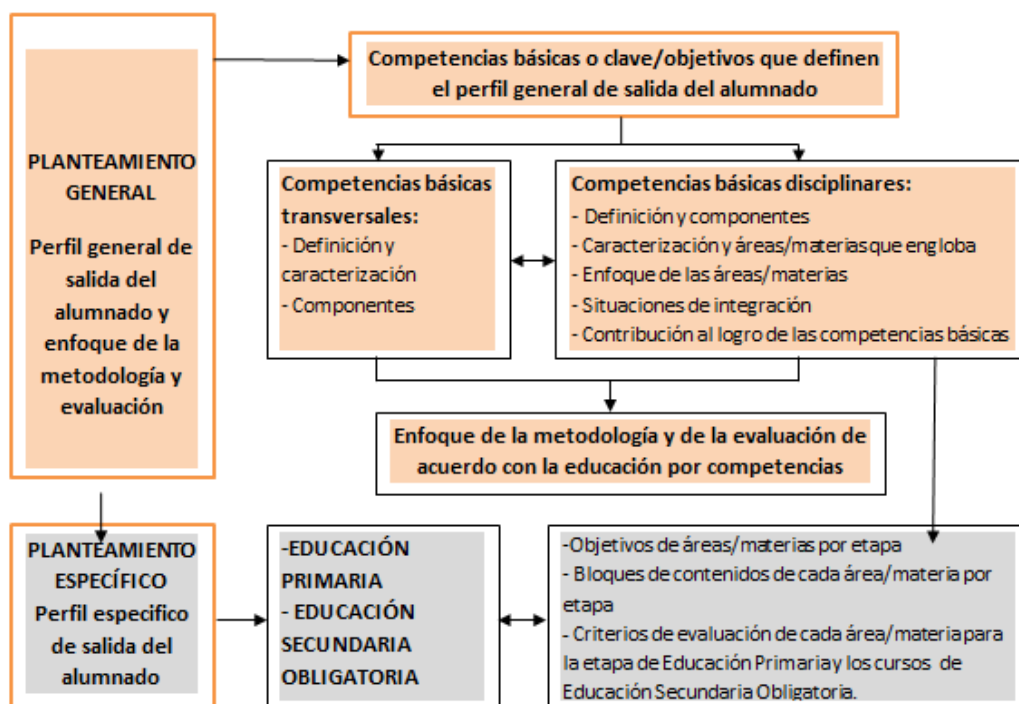 PLANTEAMIENTO
GENERAL
Perfil general de
salida del
alumnado y
enfoque de la
metodología y
evaluación
Competencias básicas o clave/objetivos que definen
el perfil general de salida del alumnado
Competencias básicas
transversales:
- Definición y
caracterización
- Componentes
Competencias básicas disciplinares:
- Definición y componentes
- Caracterización y áreas/materias que engloba
- Enfoque de las áreas/materias
- Situaciones de integración
- Contribución al logro de las competencias básicas
Enfoque de la metodología y de la evaluación de
acuerdo con la educación por competencias
PLANTEAMIENTO
ESPECÍFICO
Perfil especifico
de salida del
alumnado
-EDUCACIÓN
PRIMARIA
- EDUCACIÓN
SECUNDARIA
OBLIGATORIA
-Objetivos de áreas/materias por etapa
- Bloques de contenidos de cada área/materia por
etapa
- Criterios de evaluación de cada área/materia para
la etapa de Educación Primaria y los cursos de
Educación Secundaria Obligatoria.